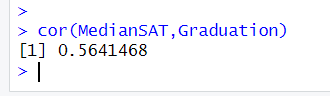 >
> cor(MedianSAT,Graduation)
[1] 0.5641468
>